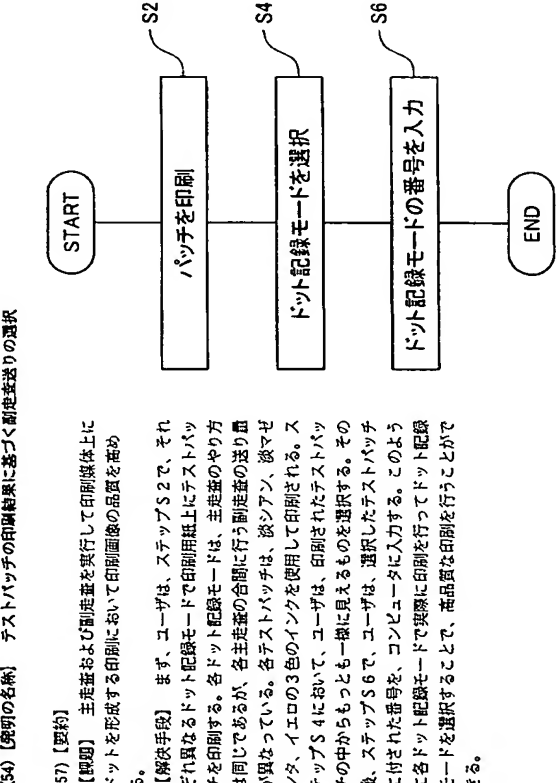 54) 【発明の名称】 テストパッチの印刷結果に基づく副走査送りの選択
57) 【要約】
【課題】 主走査および副走査を実行して印刷媒体上に
ットを形成する印刷において印刷画像の品質を高め
る。
【解決手段】 まず、ユーザは、ステップS2で、それ
ぞれ異なるドット記録モードで印刷用紙上にテストパッ
チを印刷する。各ドット記録モードは、主走査のやり方
は同じであるが、各主走査の合間に行う副走査の送り量
が異なっている。各テストパッチは、淡シアン、淡マゼ
ンタ、イエロの3色のインクを使用して印刷される。ス
テップS4において、ユーザは、印刷されたテストパッ
チの中からもっとも一様に見えるものを選択する。その
後、ステップS6で、ユーザは、選択したテストパッチ
に付された番号を、コンピュータに入力する。このよう
に各ドット記録モードで実際に印刷を行ってドット記録
モードを選択することで、高品質な印刷を行うことがで
きる。
START
パッチを印刷
S2
ドット記録モードを選択
S4
ドット記録モードの番号を入力
S6
END